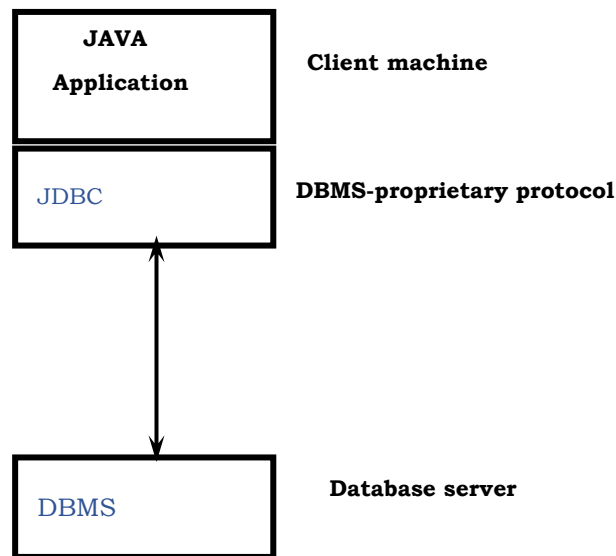 JAVA
Application
Client machine
JDBC
DBMS-proprietary protocol
DBMS
Database server